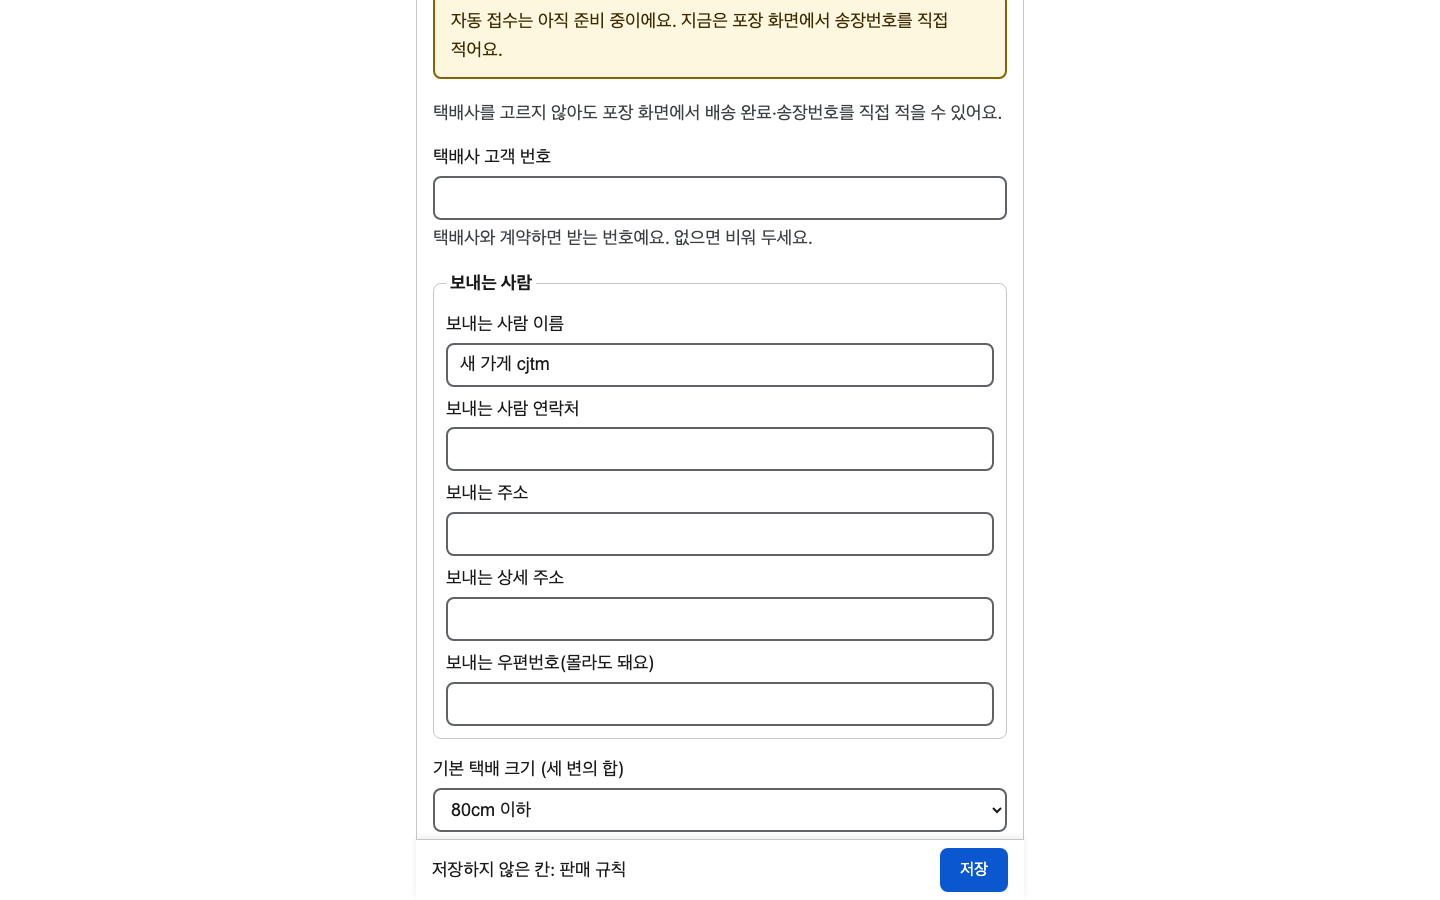 자동 접수는 아직 준비 중이에요. 지금은 포장 화면에서 송장번호를 직접
적어요.
택배사를 고르지 않아도 포장 화면에서 배송 완료·송장번호를 직접 적을 수 있어요.
택배사 고객 번호
택배사와 계약하면 받는 번호예요. 없으면 비워 두세요.
보내는 사람
보내는 사람 이름
새 가게 cjtm
보내는 사람 연락처
보내는 주소
보내는 상세 주소
보내는 우편번호(몰라도 돼요)
기본 택배 크기 (세 변의 합)
80cm 이하
저장하지 않은 칸: 판매 규칙
저장